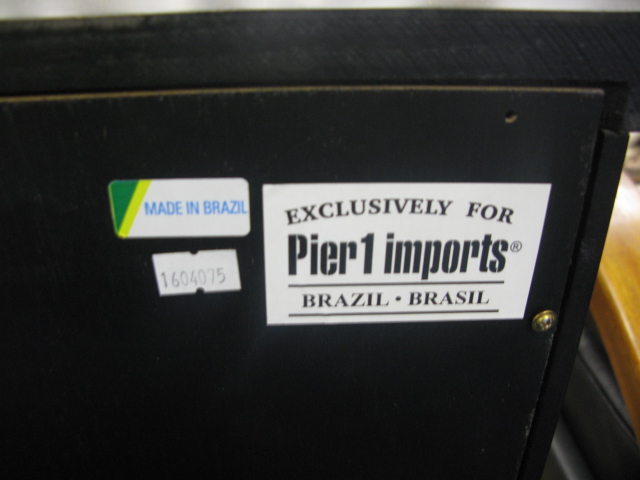 MADE IN BRAZIL
1604075
EXCLUSIVELY FOR
Pier1 imports®
BRAZIL • BRASIL